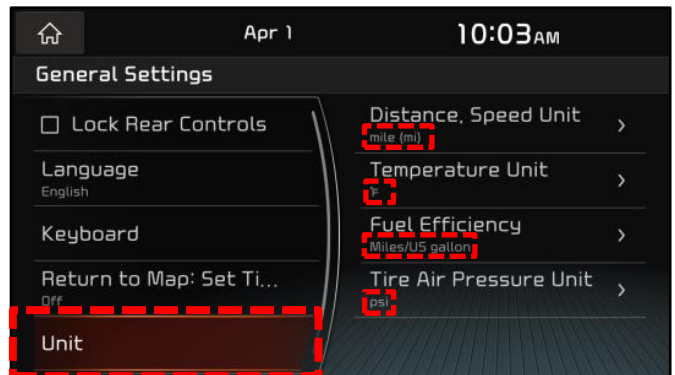 Apr 1
10:03AM
General Settings
Lock Rear Controls
Language
English
Keyboard
Return to Map: Set Ti...
Off
Unit
Distance, Speed Unit
mile (mi)
Temperature Unit
°F
Fuel Efficiency
Miles/US gallon
Tire Air Pressure Unit
psi